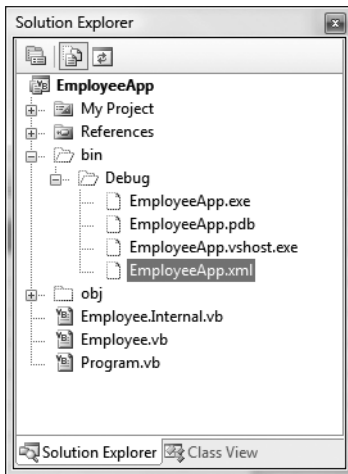 Solution Explorer
EmployeeApp
My Project
References
bin
Debug
EmployeeApp.exe
EmployeeApp.pdb
EmployeeApp.vshost.exe
EmployeeApp.xml
obj
Employee.Internal.vb
Employee.vb
Program.vb
Solution Explorer Class View